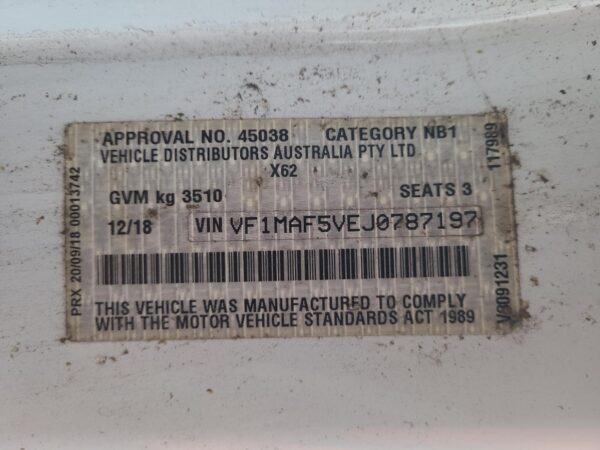 APPROVAL NO. 45038 CATEGORY NB1
VEHICLE DISTRIBUTORS AUSTRALIA PTY LTD
X62
GVM kg 3510 SEATS 3
12/18 VIN VF1MAF5VEJ0787197
THIS VEHICLE WAS MANUFACTURED TO COMPLY
WITH THE MOTOR VEHICLE STANDARDS ACT 1989
PRX 20/09/18 00013742
117989